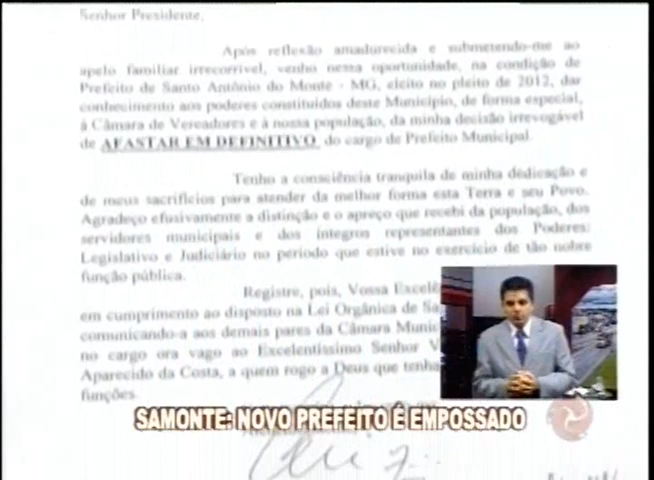 Senhor Presidente,
Após reflexão amadurecida e submetendo-me ao
apelo familiar irrecorrível, venho nessa oportunidade, na condição de
Prefeito de Santo Antônio do Monte - MG, eleito no pleito de 2012, dar
conhecimento aos poderes constituídos deste Município, de forma especial,
à Câmara de Vereadores e à nossa população, da minha decisão irrevogável
de AFASTAR EM DEFINITIVO do cargo de Prefeito Municipal.
Tenho a consciência tranquila de minha dedicação e
de meus sacrifícios para atender da melhor forma esta Terra e seu Povo.
Agradeço efusivamente a distinção e o apreço que recebi da população, dos
servidores municipais e dos íntegros representantes dos Poderes:
Legislativo e Judiciário no período que estive no exercício de tão nobre
função pública.
Registre, pois, Vossa Excelê
em cumprimento ao disposto na Lei Orgânica de Sa
comunicando-a aos demais pares da Câmara Munic
no cargo ora vago ao Excelentíssimo Senhor V
Aparecido da Costa, a quem rogo a Deus que tenha
funções.
SAMONTE: NOVO PREFEITO É EMPOSSADO